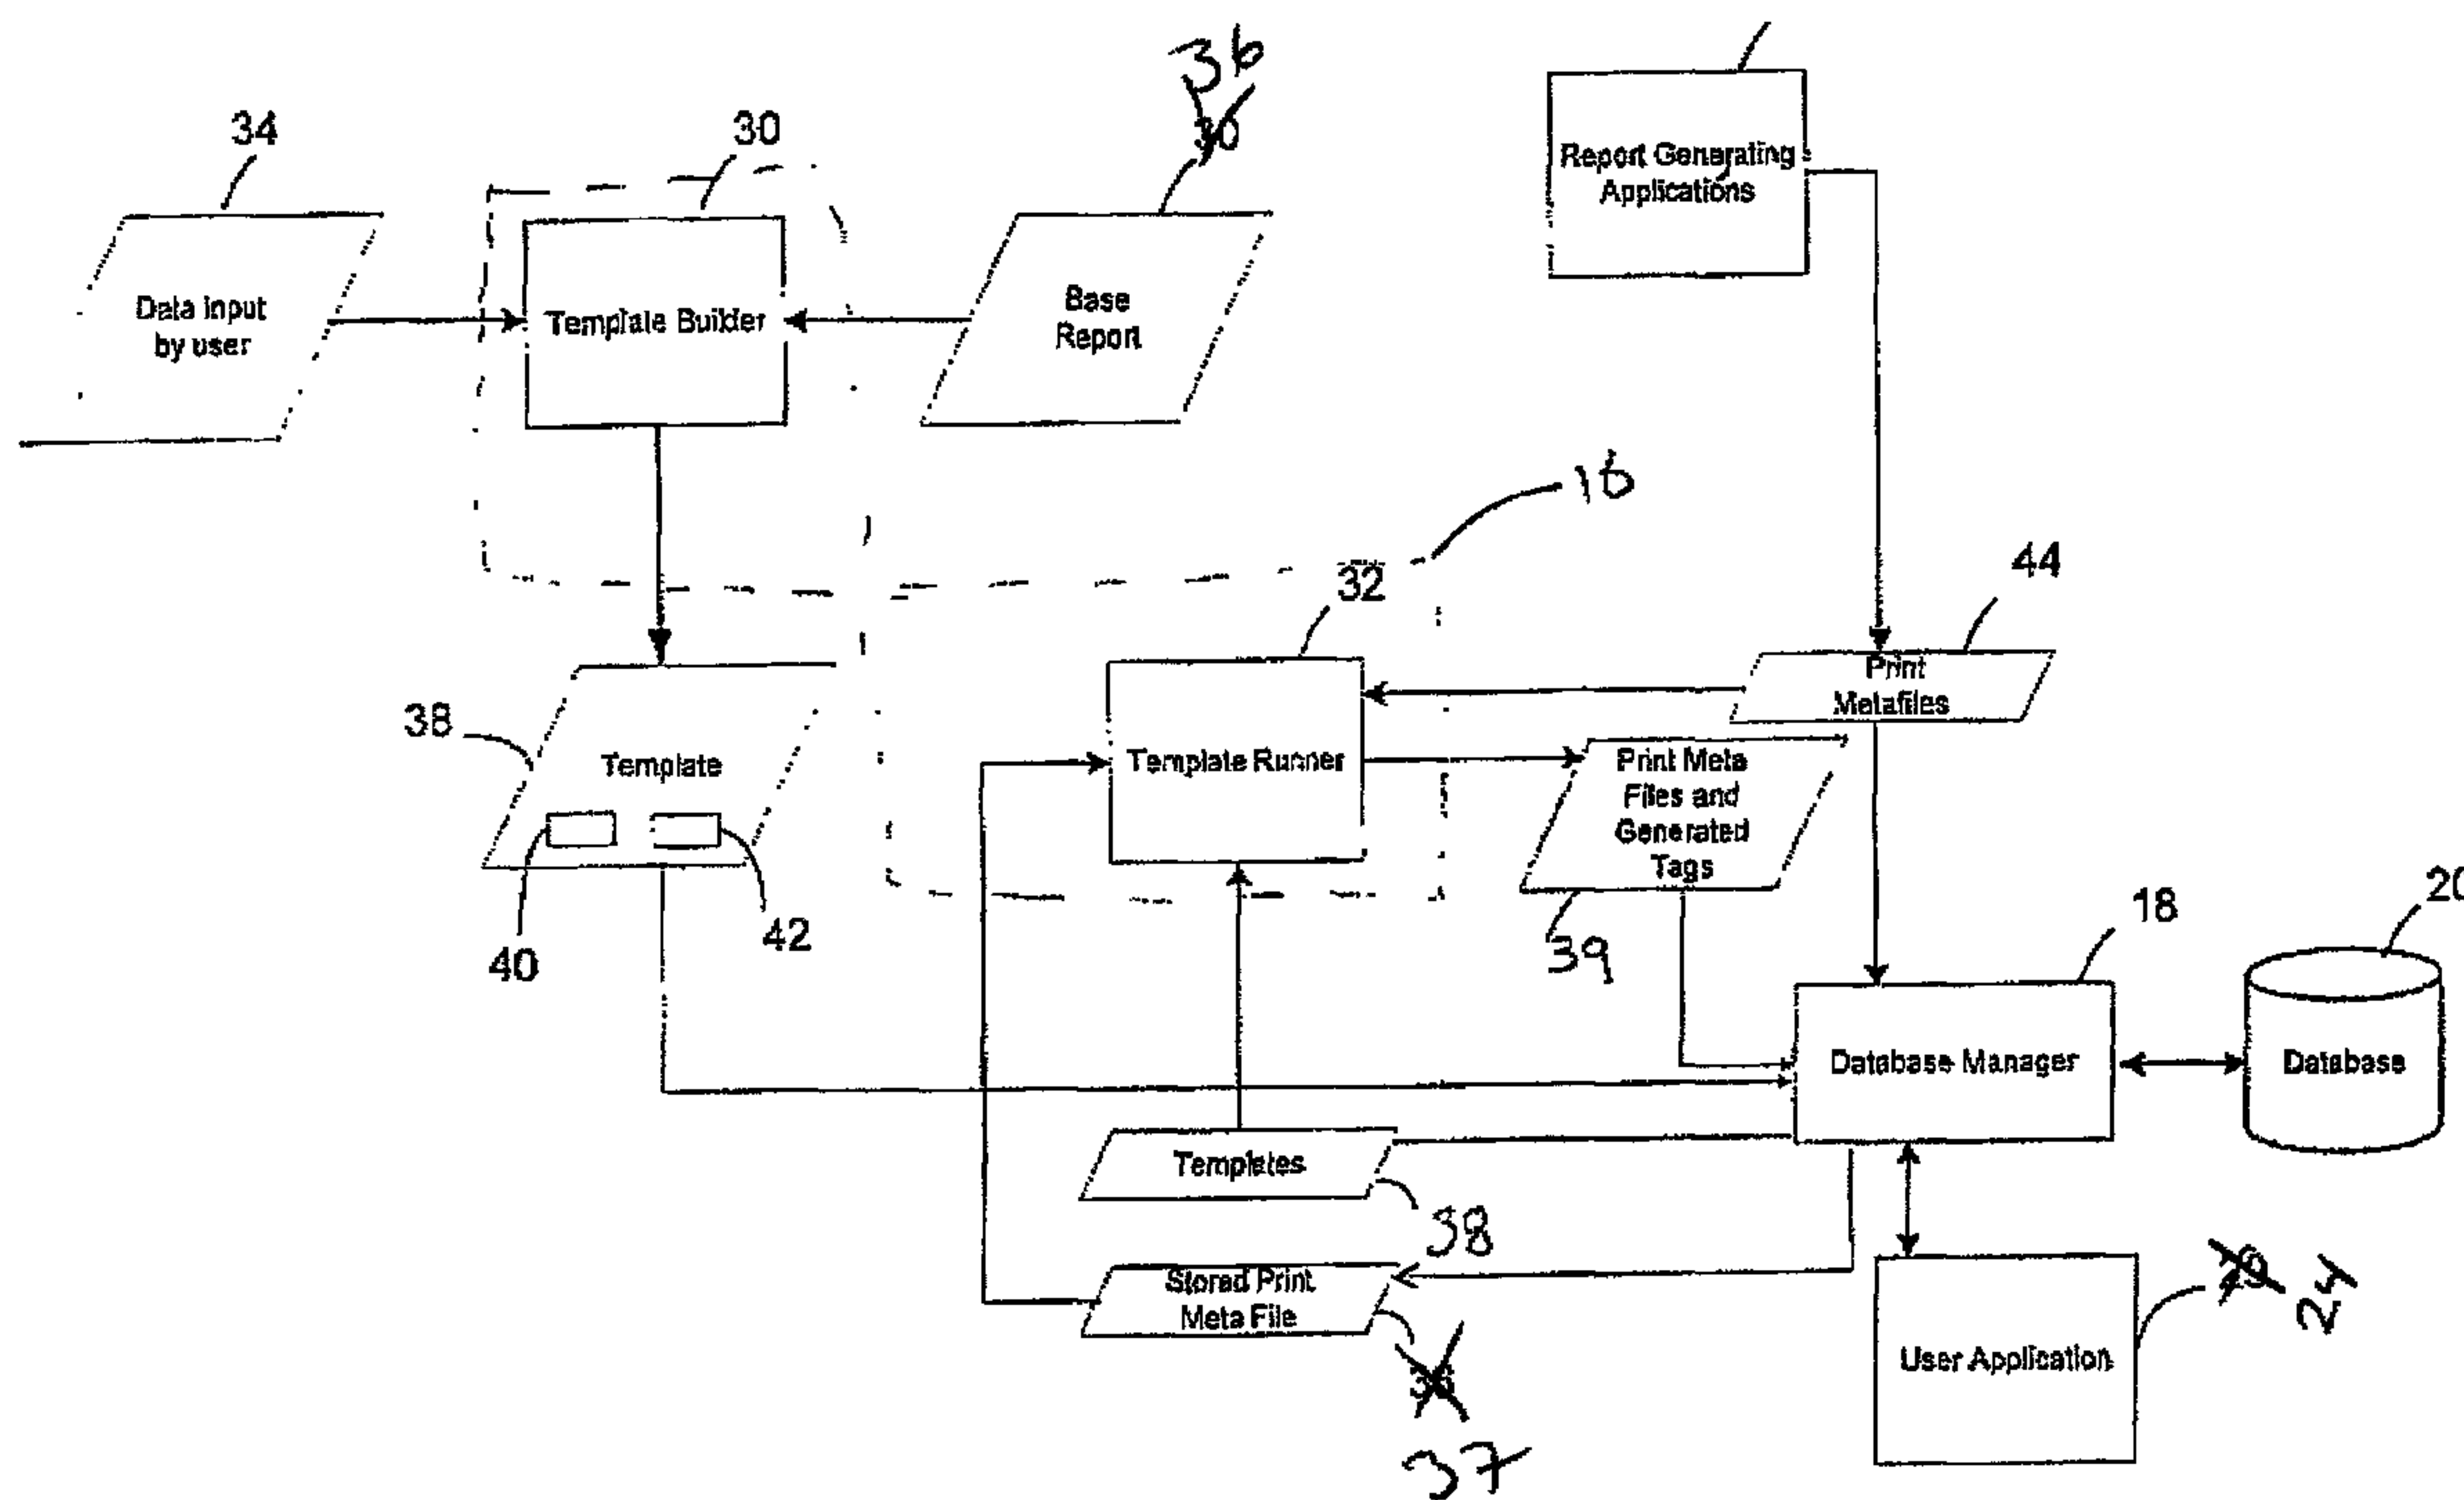 36
34
30
Report Generating
Applications
Data input
by user
Template Builder
Base
Report
16
32
44
Print
Metafiles
38
Template
Template Runner
Print Meta
Files and
Generated
Tags
40
42
39
18
20
Database Manager
Database
Templates
38
Stored Print
Meta File
24
User Application
37